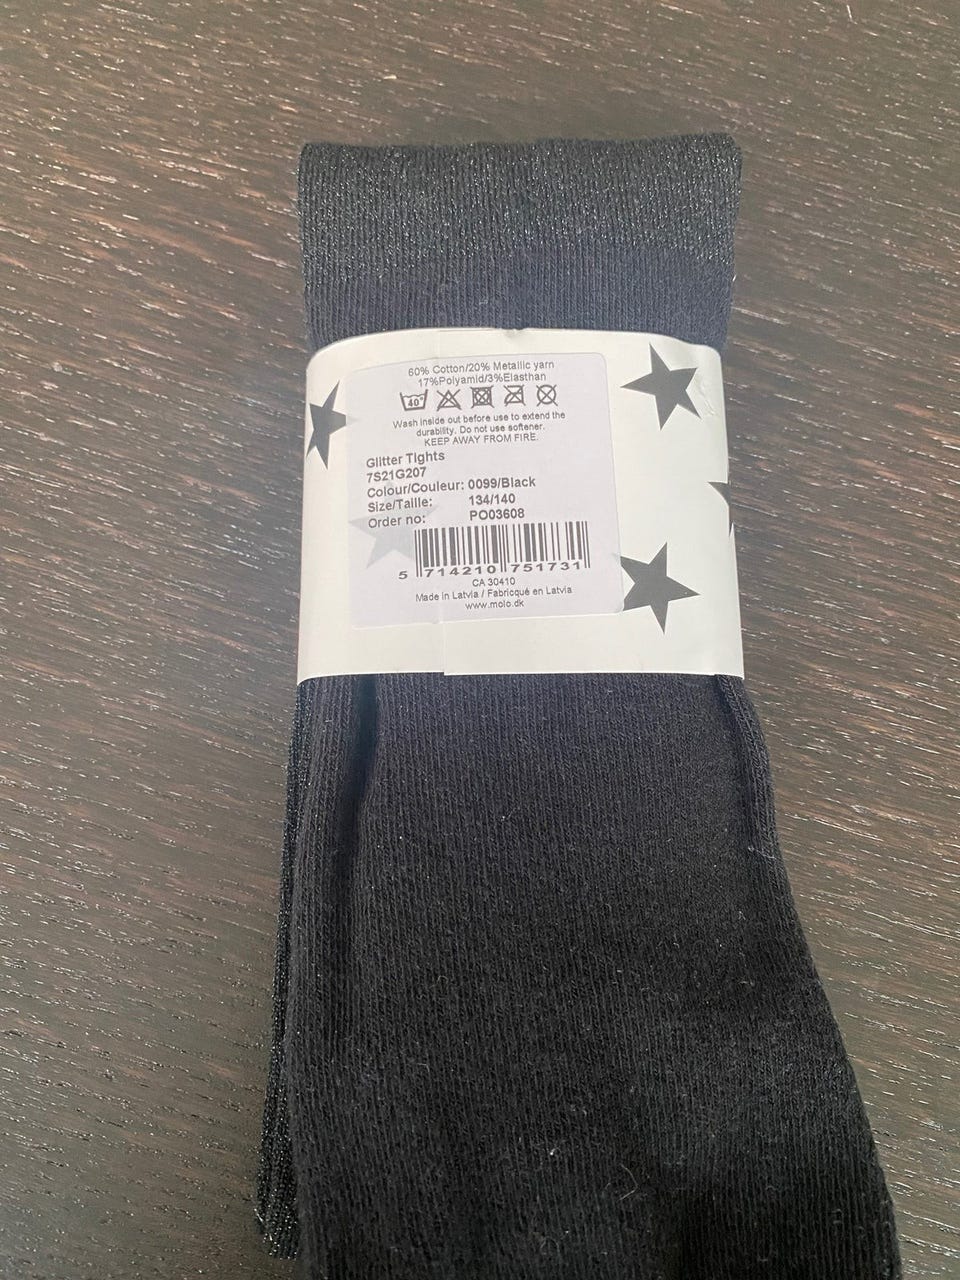 60% Cotton/20% Metallic yarn
17%Polyamid/3%Elasthan
40°
Wash inside out before use to extend the
durability. Do not use softener.
KEEP AWAY FROM FIRE.
Glitter Tights
7S21G207
Colour/Couleur: 0099/Black
Size/Taille: 134/140
Order no: PO03608
5 714210 751731
CA 30410
Made in Latvia / Fabricqué en Latvia
www.molo.dk